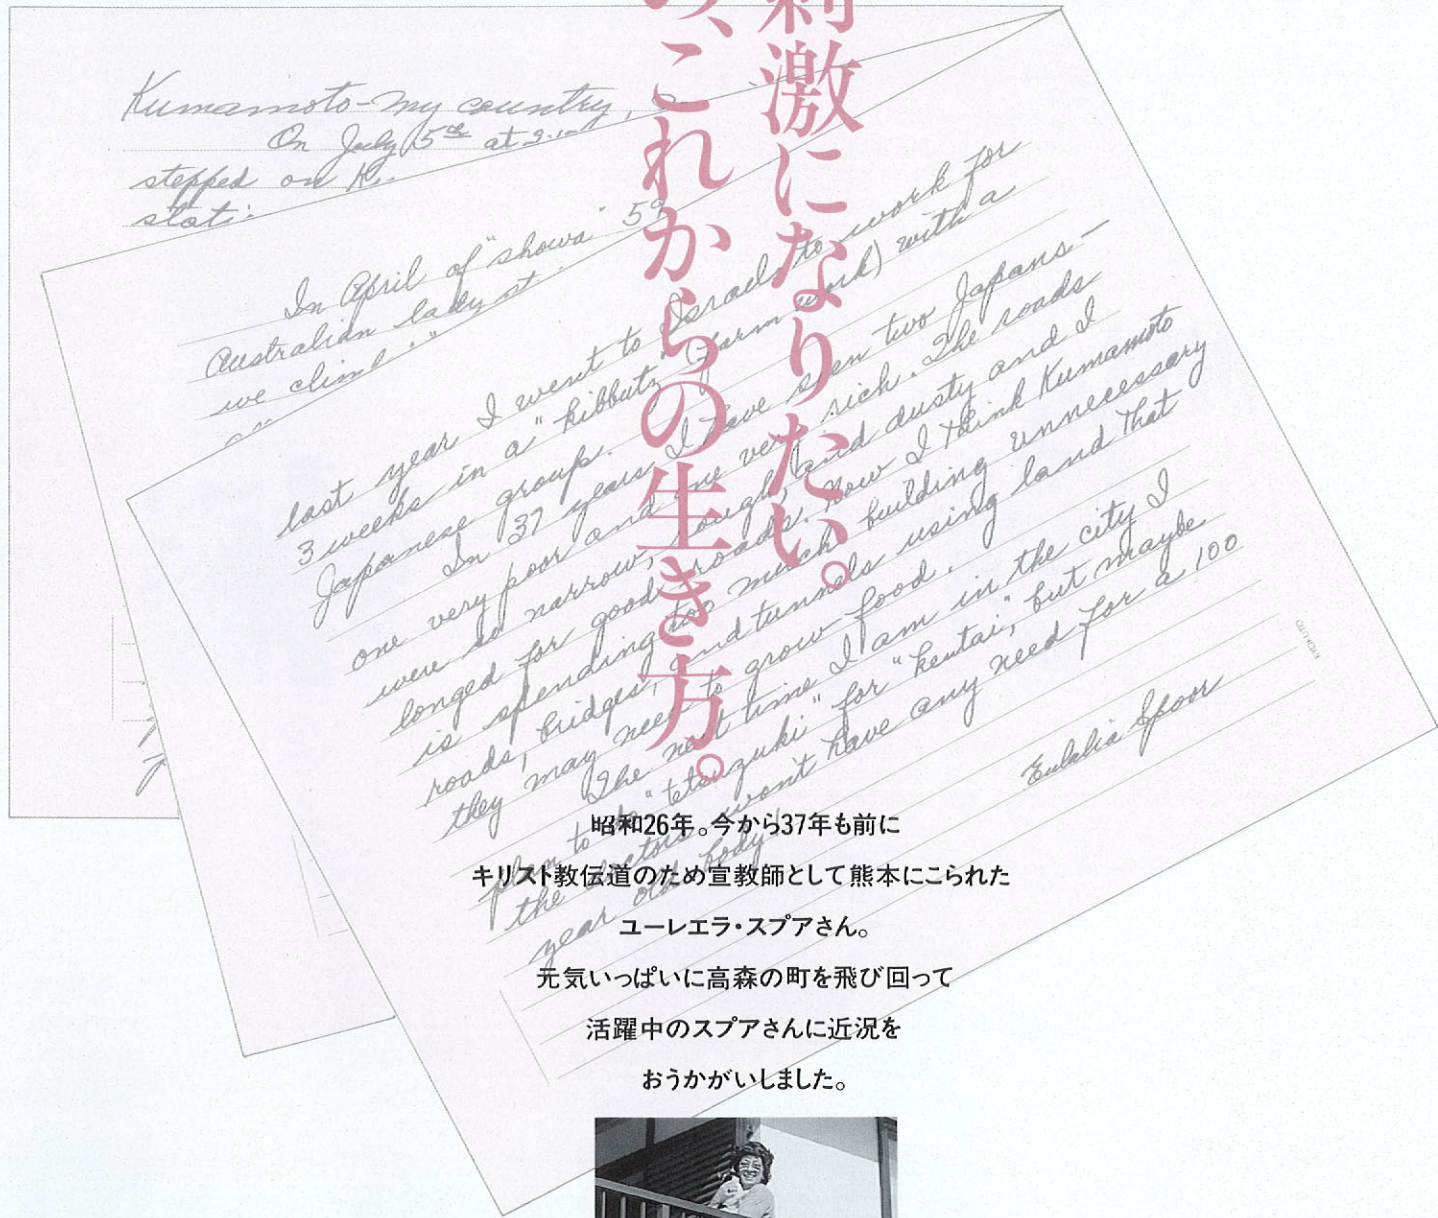 刺激になりたい。
、これからの生き方。
Kumamoto-my country,
On July 5th at
stepped on K
stati
In April of "showa 59
Australian lady st
we climb
last year I went to Israel to work for
3 weeks in a "kibbutz" (farm work) with a
Japanese group.
In 37 years I have seen two Japans—
one very poor and one very rich. The roads
were so narrow, rough, and dusty and I
longed for good roads. Now I think Kumamoto
is spending too much building unnecessary
roads, bridges, and tunnels using land that
they may need to grow food.
The next time I am in the city I
plan to do "tetsuzuki" for "kentai," but maybe
the doctors won't have any need for a 100
year old body!
Eulalia Spoor
KOKUYO
昭和26年。今から37年も前に
キリスト教伝道のため宣教師として熊本にこられた
ユーレエラ・スプアさん。
元気いっぱいに高森の町を飛び回って
活躍中のスプアさんに近況を
おうかがいしました。